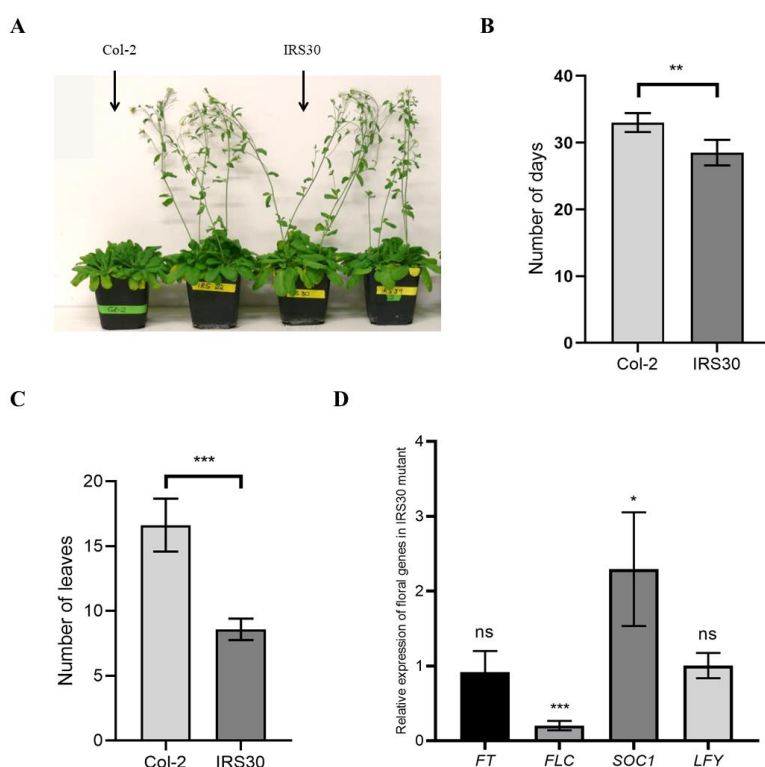 A
Col-2 IRS30
IRS30
B
**
Number of days
40
30
20
10
0
Col-2 IRS30
C
***
Number of leaves
20
15
10
5
0
Col-2 IRS30
D
Relative expression of floral genes in IRS30 mutant
4
3
2
1
0
ns
***
*
ns
FT FLC SOC1 LFY